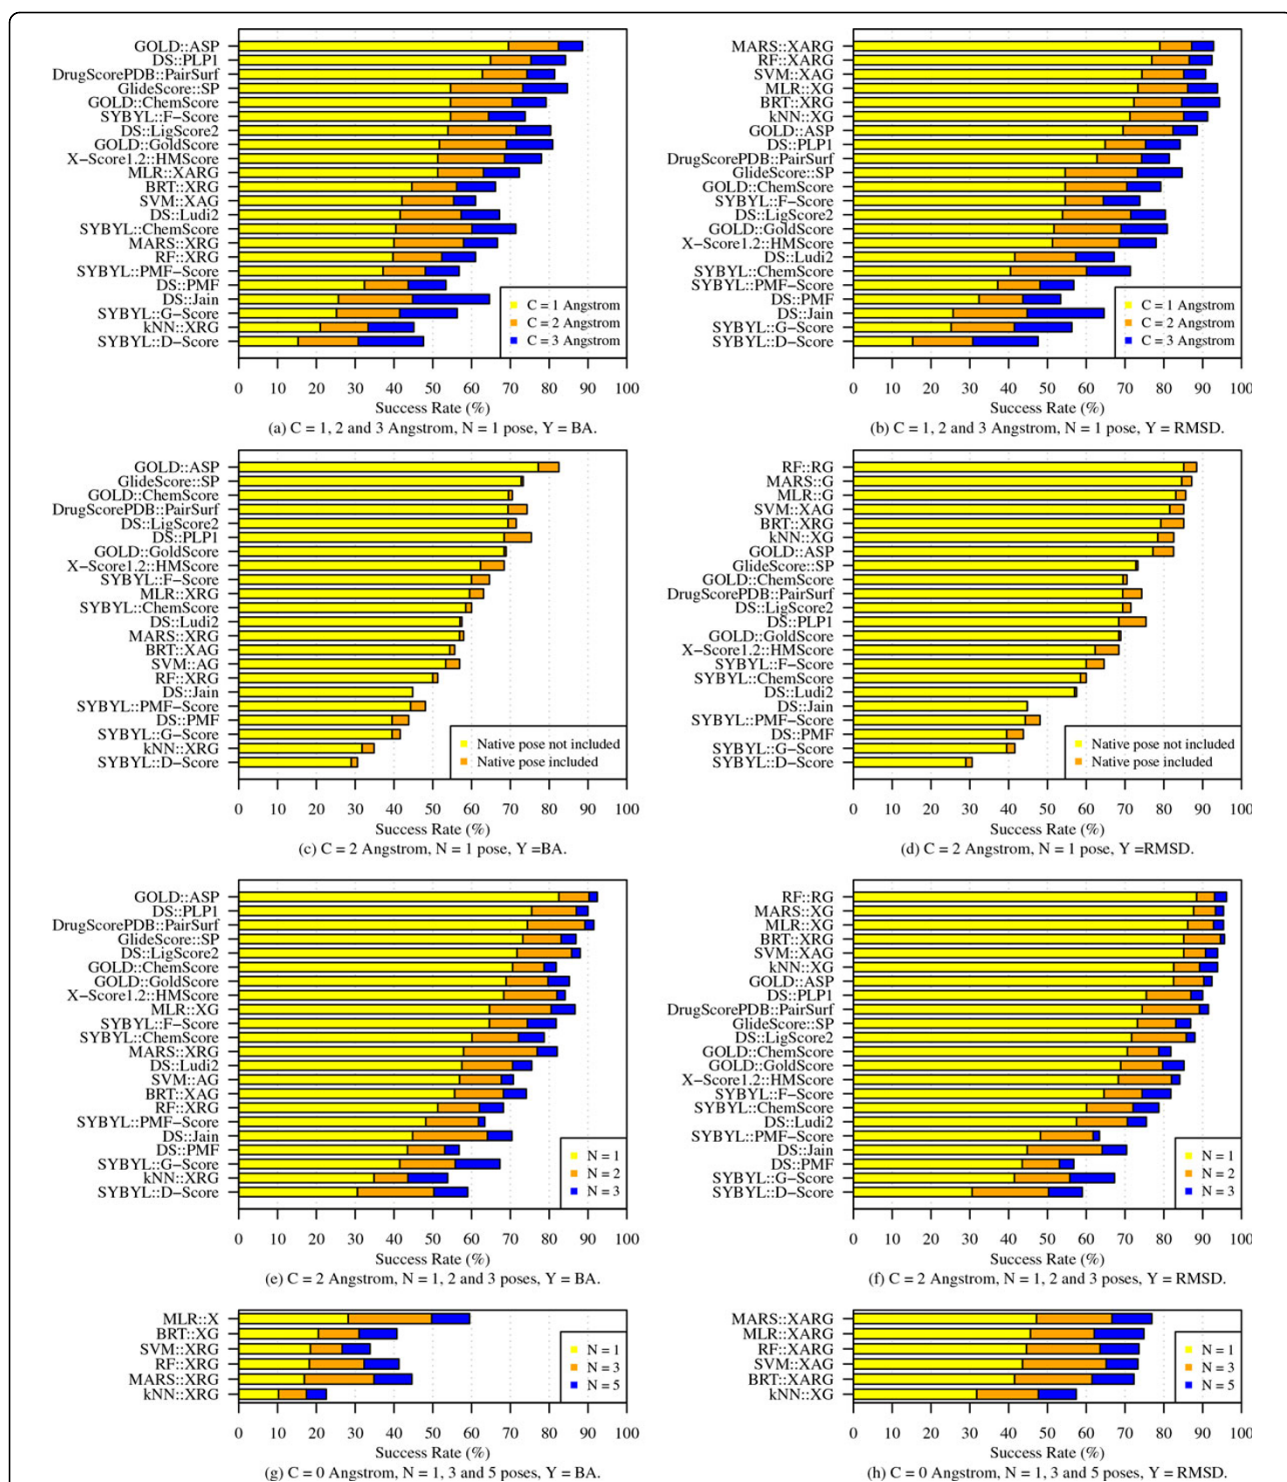 GOLD::ASP
DS::PLP1
DrugScorePDB::PairSurf
GlideScore::SP
GOLD::ChemScore
SYBYL::F−Score
DS::LigScore2
GOLD::GoldScore
X−Score1.2::HMScore
MLR::XARG
BRT::XRG
SVM::XAG
DS::Ludi2
SYBYL::ChemScore
MARS::XRG
RF::XRG
SYBYL::PMF−Score
DS::PMF
DS::Jain
SYBYL::G−Score
kNN::XRG
SYBYL::D−Score
C = 1 Angstrom
C = 2 Angstrom
C = 3 Angstrom
0 10 20 30 40 50 60 70 80 90 100
Success Rate (%)
(a) C = 1, 2 and 3 Angstrom, N = 1 pose, Y = BA.
MARS::XARG
RF::XARG
SVM::XAG
MLR::XG
BRT::XRG
kNN::XG
GOLD::ASP
DS::PLP1
DrugScorePDB::PairSurf
GlideScore::SP
GOLD::ChemScore
SYBYL::F−Score
DS::LigScore2
GOLD::GoldScore
X−Score1.2::HMScore
DS::Ludi2
SYBYL::ChemScore
SYBYL::PMF−Score
DS::PMF
DS::Jain
SYBYL::G−Score
SYBYL::D−Score
C = 1 Angstrom
C = 2 Angstrom
C = 3 Angstrom
0 10 20 30 40 50 60 70 80 90 100
Success Rate (%)
(b) C = 1, 2 and 3 Angstrom, N = 1 pose, Y = RMSD.
GOLD::ASP
GlideScore::SP
GOLD::ChemScore
DrugScorePDB::PairSurf
DS::LigScore2
DS::PLP1
GOLD::GoldScore
X−Score1.2::HMScore
SYBYL::F−Score
MLR::XRG
SYBYL::ChemScore
DS::Ludi2
MARS::XRG
BRT::XAG
SVM::AG
RF::XRG
DS::Jain
SYBYL::PMF−Score
DS::PMF
SYBYL::G−Score
kNN::XRG
SYBYL::D−Score
Native pose not included
Native pose included
0 10 20 30 40 50 60 70 80 90 100
Success Rate (%)
(c) C = 2 Angstrom, N = 1 pose, Y =BA.
RF::RG
MARS::G
MLR::G
SVM::XAG
BRT::XRG
kNN::XG
GOLD::ASP
GlideScore::SP
GOLD::ChemScore
DrugScorePDB::PairSurf
DS::LigScore2
DS::PLP1
GOLD::GoldScore
X−Score1.2::HMScore
SYBYL::F−Score
SYBYL::ChemScore
DS::Ludi2
DS::Jain
SYBYL::PMF−Score
DS::PMF
SYBYL::G−Score
SYBYL::D−Score
Native pose not included
Native pose included
0 10 20 30 40 50 60 70 80 90 100
Success Rate (%)
(d) C = 2 Angstrom, N = 1 pose, Y =RMSD.
GOLD::ASP
DS::PLP1
DrugScorePDB::PairSurf
GlideScore::SP
DS::LigScore2
GOLD::ChemScore
GOLD::GoldScore
X−Score1.2::HMScore
MLR::XG
SYBYL::F−Score
SYBYL::ChemScore
MARS::XRG
DS::Ludi2
SVM::AG
BRT::XAG
RF::XRG
SYBYL::PMF−Score
DS::Jain
DS::PMF
SYBYL::G−Score
kNN::XRG
SYBYL::D−Score
N = 1
N = 2
N = 3
0 10 20 30 40 50 60 70 80 90 100
Success Rate (%)
(e) C = 2 Angstrom, N = 1, 2 and 3 poses, Y = BA.
RF::RG
MARS::XG
MLR::XG
BRT::XRG
SVM::XAG
kNN::XG
GOLD::ASP
DS::PLP1
DrugScorePDB::PairSurf
GlideScore::SP
DS::LigScore2
GOLD::ChemScore
GOLD::GoldScore
X−Score1.2::HMScore
SYBYL::F−Score
SYBYL::ChemScore
DS::Ludi2
SYBYL::PMF−Score
DS::Jain
DS::PMF
SYBYL::G−Score
SYBYL::D−Score
N = 1
N = 2
N = 3
0 10 20 30 40 50 60 70 80 90 100
Success Rate (%)
(f) C = 2 Angstrom, N = 1, 2 and 3 poses, Y = RMSD.
MLR::X
BRT::XG
SVM::XRG
RF::XRG
MARS::XRG
kNN::XRG
N = 1
N = 3
N = 5
0 10 20 30 40 50 60 70 80 90 100
Success Rate (%)
(g) C = 0 Angstrom, N = 1, 3 and 5 poses, Y = BA.
MARS::XARG
MLR::XARG
RF::XARG
SVM::XAG
BRT::XARG
kNN::XG
N = 1
N = 3
N = 5
0 10 20 30 40 50 60 70 80 90 100
Success Rate (%)
(h) C = 0 Angstrom, N = 1, 3 and 5 poses, Y = RMSD.